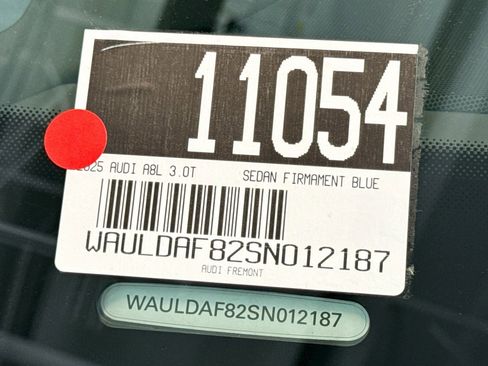 11054
2025 AUDI A8L 3.0T SEDAN FIRMAMENT BLUE
WAULDAF82SN012187
AUDI FREMONT
WAULDAF82SN012187